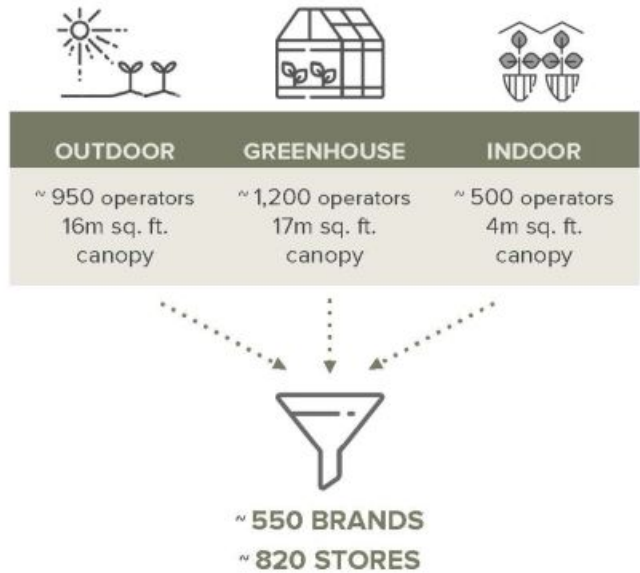 OUTDOOR
GREENHOUSE
INDOOR
~ 950 operators
16m sq. ft.
canopy
~ 1,200 operators
17m sq. ft.
canopy
~ 500 operators
4m sq. ft.
canopy
~ 550 BRANDS
~ 820 STORES